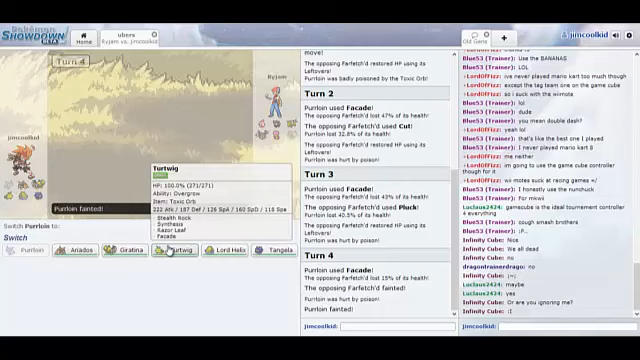 Pokémon
SHOWDOWN
BETA
Home
ubers
Ryjam vs. jimcoolkid
Old Gens
+
jimcoolkid
Turn 4
jimcoolkid
Ryjam
Turtwig
HP: 100.0% (271/271)
Ability: Overgrow
Item: Toxic Orb
- Stealth Rock
- Synthesis
- Razor Leaf
- Facade
Purrloin fainted!
Switch Purrloin to:
Switch
Purrloin
Ariados
Giratina
Turtwig
Lord Helix
Tangela
move!
The opposing Farfetch'd restored HP using its
Leftovers!
Purrloin was badly poisoned by the Toxic Orb!
Turn 2
Purrloin used Facade!
The opposing Farfetch'd lost 47% of its health!
The opposing Farfetch'd used Cut!
Purrloin lost 32.8% of its health!
The opposing Farfetch'd restored HP using its
Leftovers!
Purrloin was hurt by poison!
Turn 3
Purrloin used Facade!
The opposing Farfetch'd lost 43% of its health!
The opposing Farfetch'd used Pluck!
Purrloin lost 40.5% of its health!
The opposing Farfetch'd restored HP using its
Leftovers!
Purrloin was hurt by poison!
Turn 4
Purrloin used Facade!
The opposing Farfetch'd lost 15% of its health!
The opposing Farfetch'd fainted!
Purrloin was hurt by poison!
Purrloin fainted!
jimcoolkid:
Blue53 (Trainer): Use the BANANAS
Blue53 (Trainer): LOL
+LordOfFizz: ive never played mario kart too much though
+LordOfFizz: except the tag team one on the game cube
+LordOfFizz: so i suck with the wiimote
Blue53 (Trainer): lol
Blue53 (Trainer): dude
Blue53 (Trainer): you mean double dash?
+LordOfFizz: yeah lol
Blue53 (Trainer): that's like the best one I played
Blue53 (Trainer): I never played mario kart 8
+LordOfFizz: me neither
+LordOfFizz: im going to use the game cube controller
though for it
+LordOfFizz: wii motes suck at racing games =/
Blue53 (Trainer): I honestly use the nunchuck
Blue53 (Trainer): For mkwii
Luclaus2424: gamecube is the ideal tournament controller
4 everything
Blue53 (Trainer): cough smash brothers
Blue53 (Trainer): :P..
Infinity Cube: Nice
Infinity Cube: We all dead
Infinity Cube: no
dragontrainerdrago: no
Infinity Cube: ;~;
Luclaus2424: maybe
Luclaus2424: yes
Infinity Cube: Or are you ignoring me?
Infinity Cube: :I
jimcoolkid: